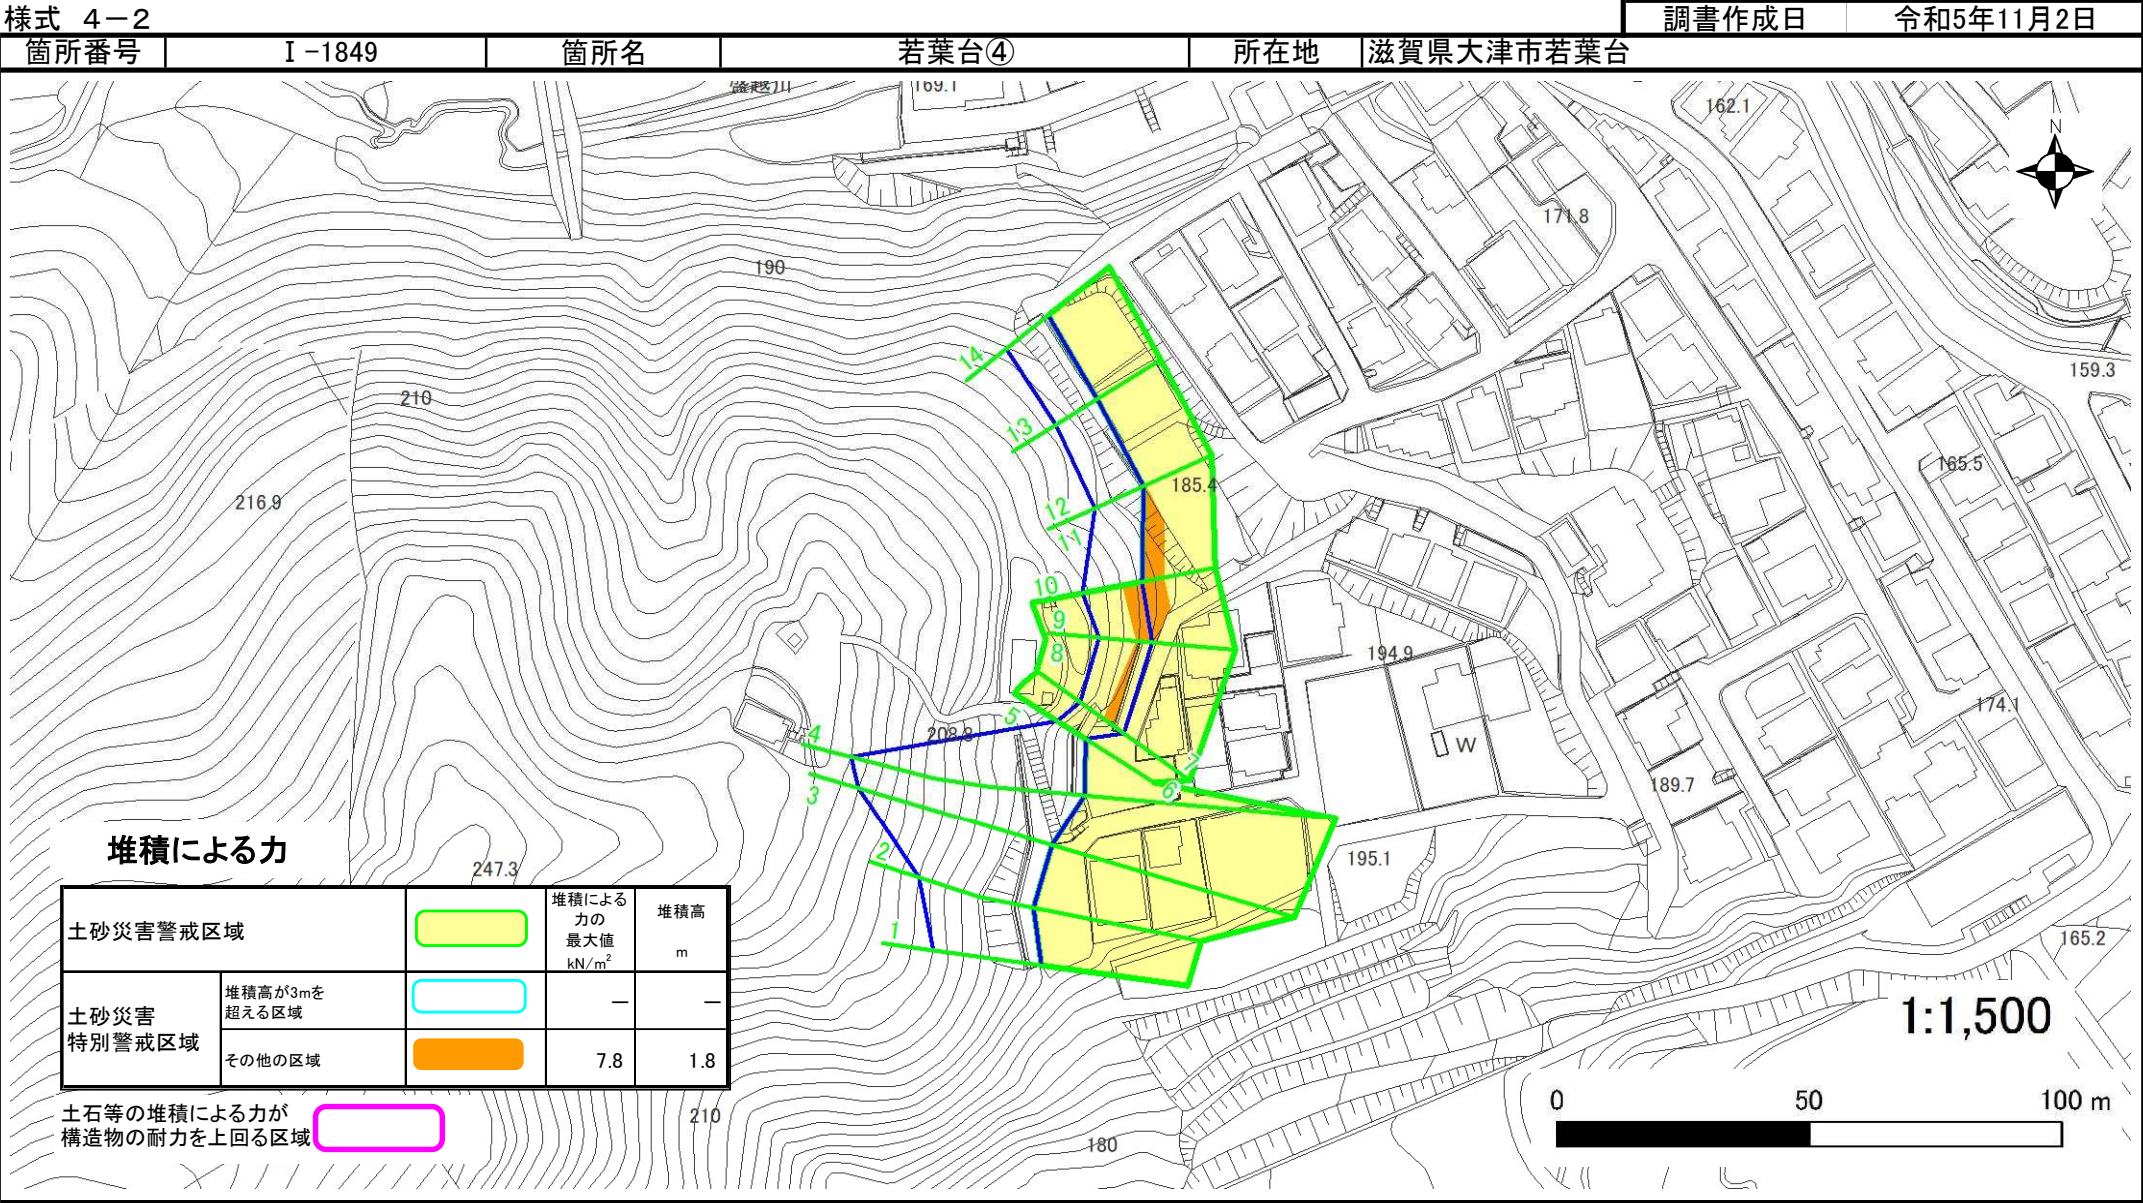 様式 4－2
調書作成日 令和5年11月2日
箇所番号 Ⅰ-1849 箇所名 若葉台④ 所在地 滋賀県大津市若葉台
盛越川
169.1
162.1
N
171.8
190
159.3
14
210
13
165.5
185.4
216.9
12
11
10
9
8
194.9
5
174.1
4
208.8
W
7
6
3
189.7
2
195.1
247.3
1
165.2
堆積による力
土砂災害警戒区域
堆積による
力の
最大値
kN/m²
堆積高
m
土砂災害
特別警戒区域
堆積高が3mを
超える区域
― ―
その他の区域 7.8 1.8
土石等の堆積による力が
構造物の耐力を上回る区域
210
180
1:1,500
0 50 100 m